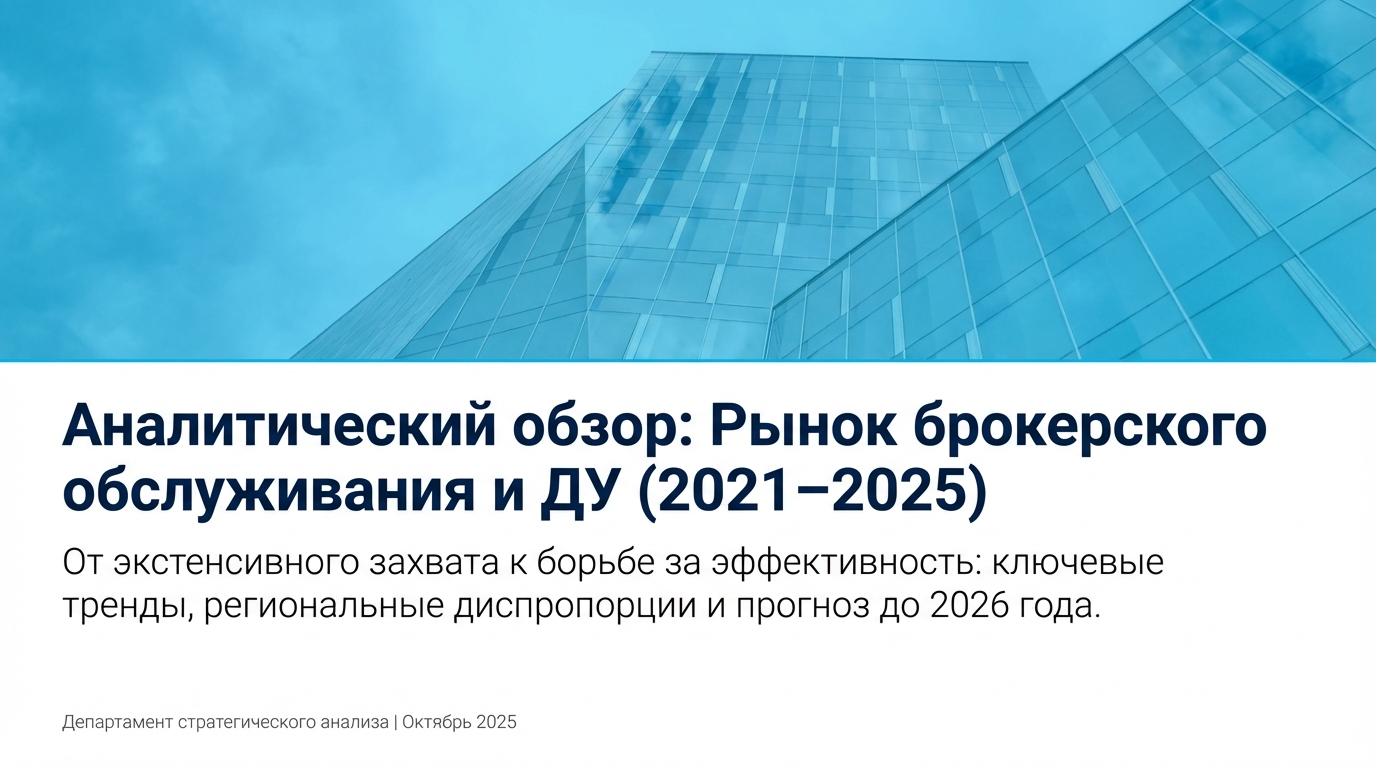 Аналитический обзор: Рынок брокерского
обслуживания и ДУ (2021–2025)
От экстенсивного захвата к борьбе за эффективность: ключевые
тренды, региональные диспропорции и прогноз до 2026 года.
Департамент стратегического анализа | Октябрь 2025